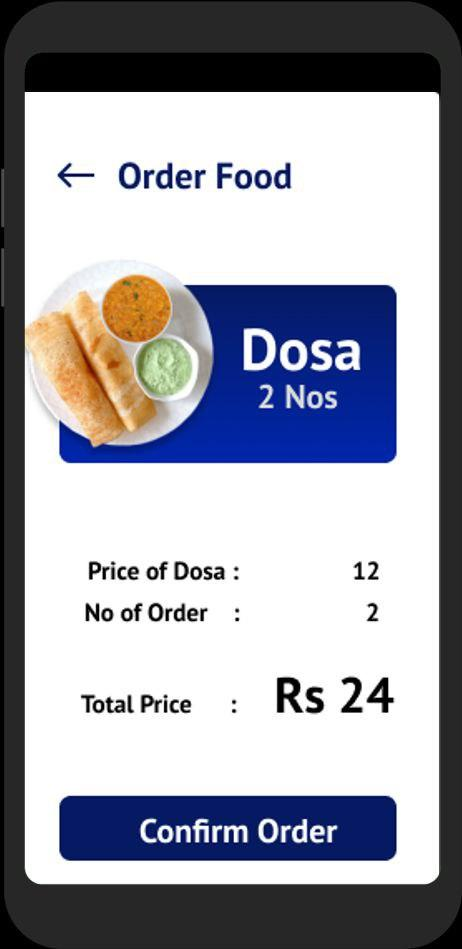 Order Food
Dosa
2 Nos
Price of Dosa : 12
No of Order : 2
Total Price : Rs 24
Confirm Order